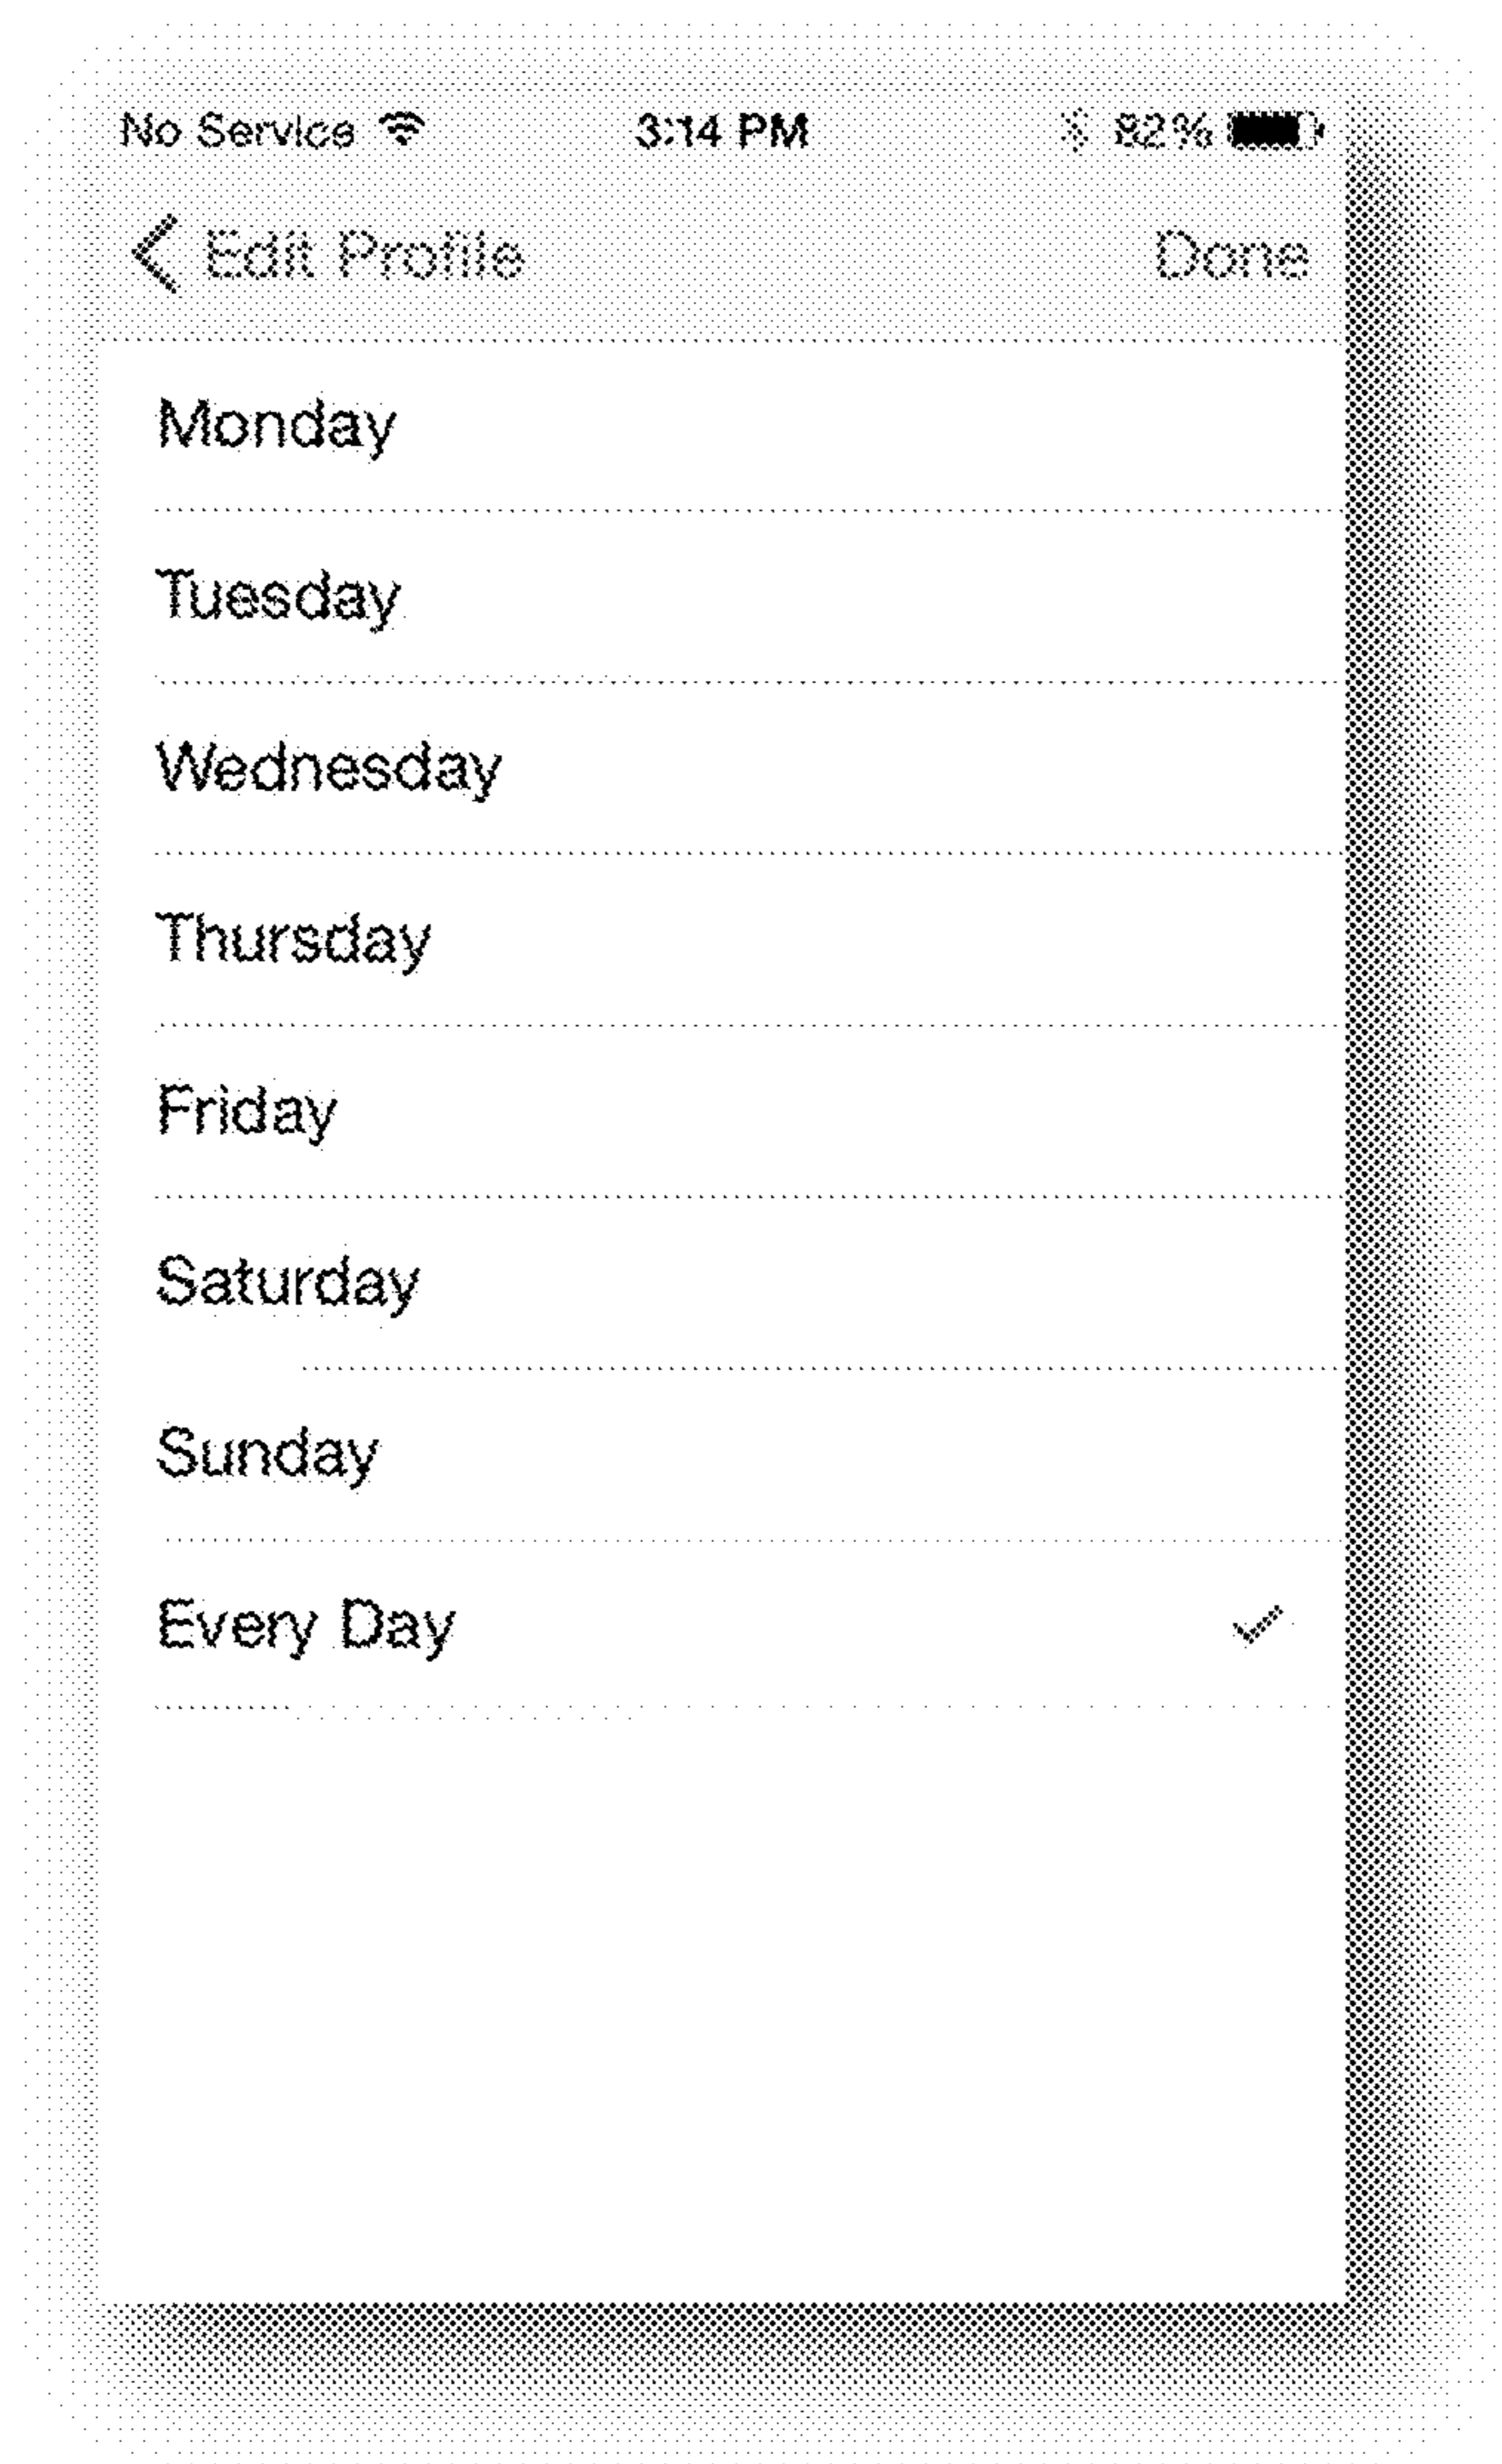 No Service 3:14 PM 82%
Edit Profile Done
Monday
Tuesday
Wednesday
Thursday
Friday
Saturday
Sunday
Every Day